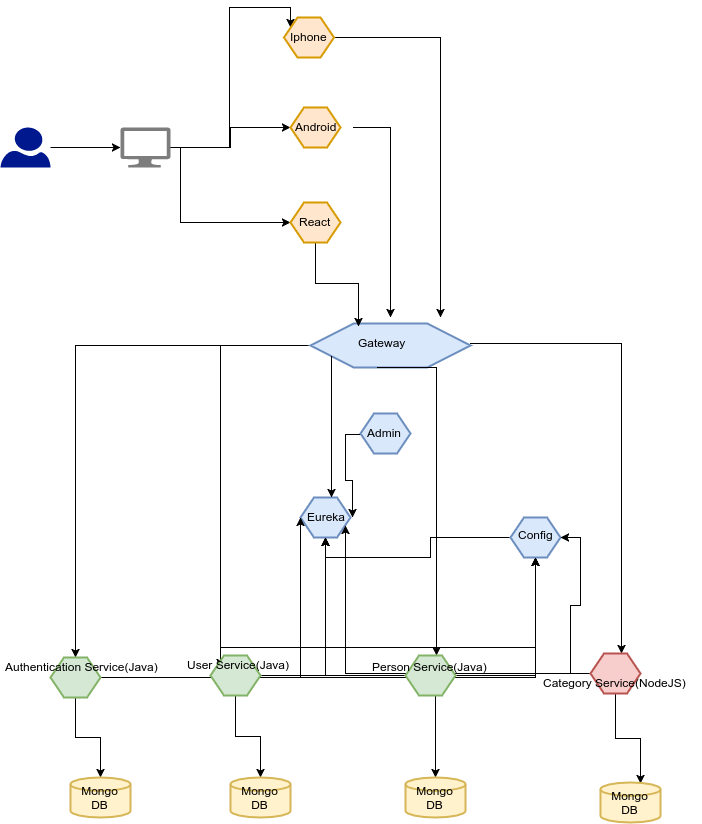 Iphone
Android
React
Gateway
Admin
Eureka
Config
Authentication Service(Java)
User Service(Java)
Person Service(Java)
Category Service(NodeJS)
Mongo
DB
Mongo
DB
Mongo
DB
Mongo
DB